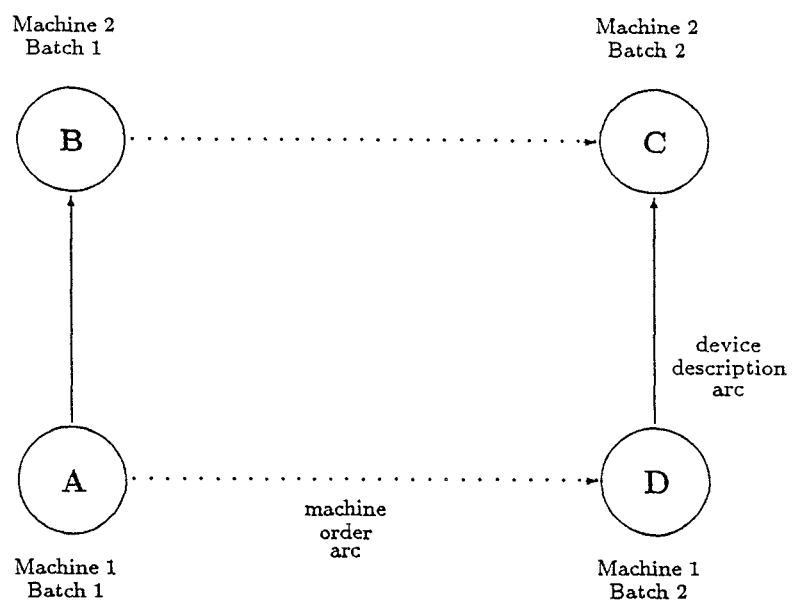 Machine 2
Batch 1
Machine 2
Batch 2
B
C
device
description
arc
A
D
machine
order
arc
Machine 1
Batch 1
Machine 1
Batch 2